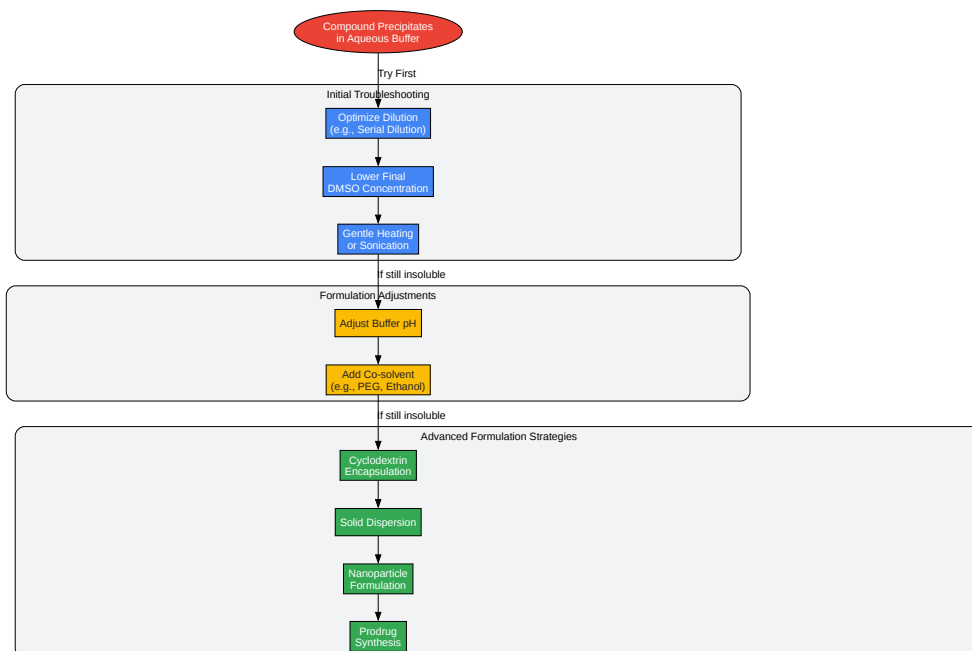 Compound Precipitates
in Aqueous Buffer
Try First
Initial Troubleshooting
Optimize Dilution
(e.g., Serial Dilution)
Lower Final
DMSO Concentration
Gentle Heating
or Sonication
If still insoluble
Formulation Adjustments
Adjust Buffer pH
Add Co-solvent
(e.g., PEG, Ethanol)
If still insoluble
Advanced Formulation Strategies
Cyclodextrin
Encapsulation
Solid Dispersion
Nanoparticle
Formulation
Prodrug
Synthesis